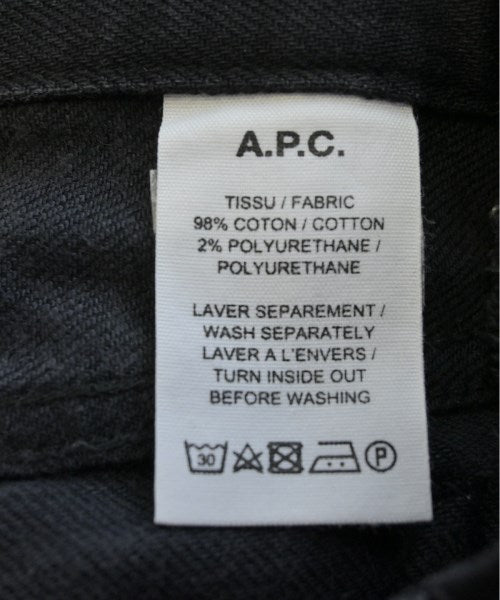 A.P.C.
TISSU / FABRIC
98% COTON / COTTON
2% POLYURETHANE /
POLYURETHANE
LAVER SEPAREMENT /
WASH SEPARATELY
LAVER A L'ENVERS /
TURN INSIDE OUT
BEFORE WASHING
30 P